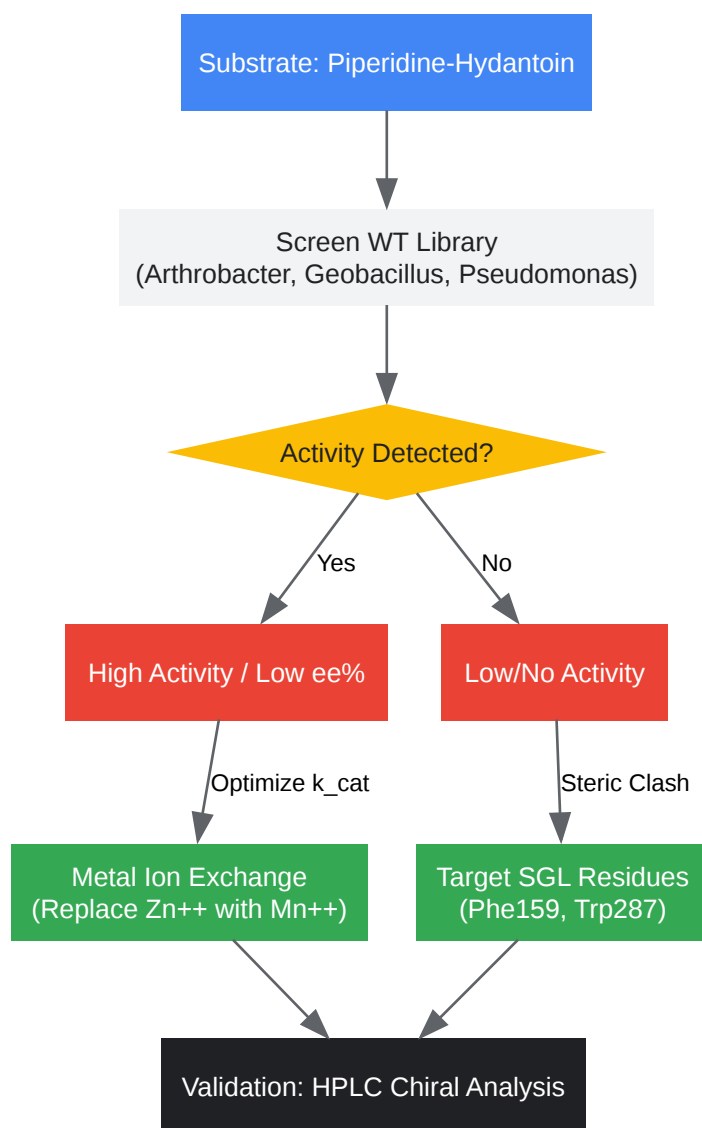 Substrate: Piperidine-Hydantoin
Screen WT Library
(Arthrobacter, Geobacillus, Pseudomonas)
Activity Detected?
Yes
No
High Activity / Low ee%
Low/No Activity
Optimize k_cat
Steric Clash
Metal Ion Exchange
(Replace Zn++ with Mn++)
Target SGL Residues
(Phe159, Trp287)
Validation: HPLC Chiral Analysis